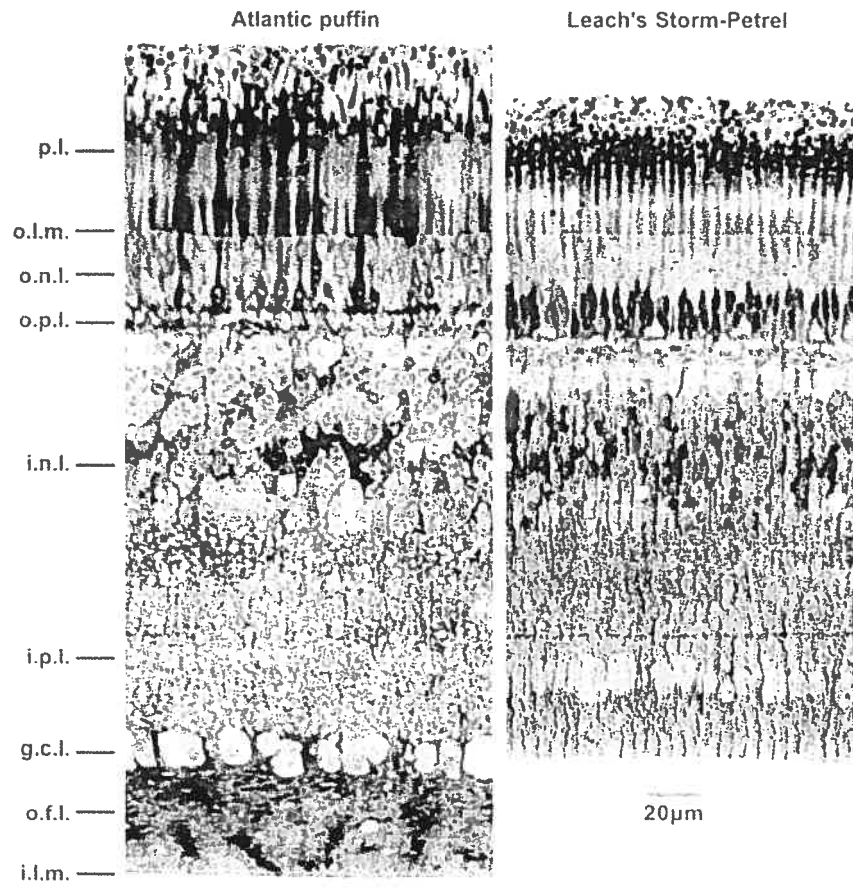 Atlantic puffin
Leach's Storm-Petrel
p.l.
o.l.m.
o.n.l.
o.p.l.
i.n.l.
i.p.l.
g.c.l.
20µm
o.f.l.
i.l.m.